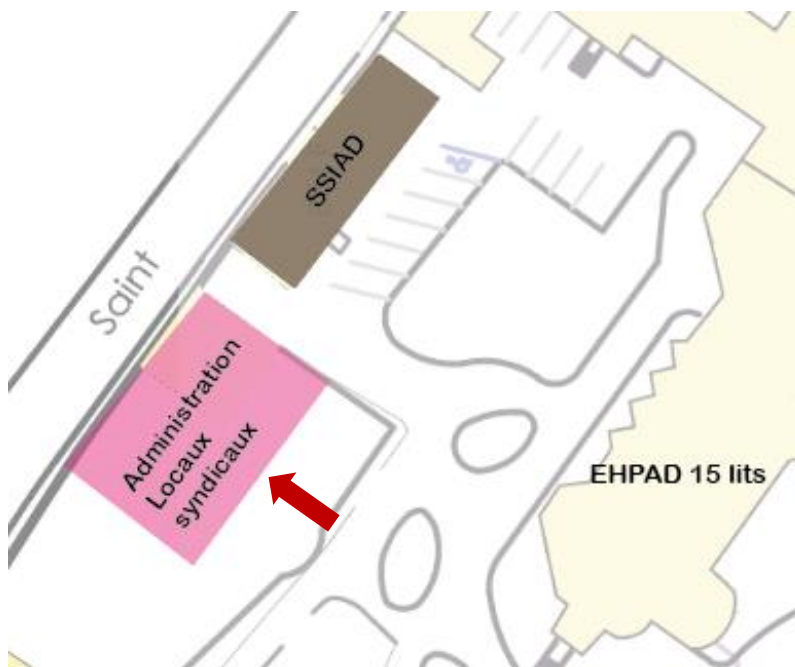 SSIAD
Saint
Administration
Locaux
syndicaux
EHPAD 15 lits